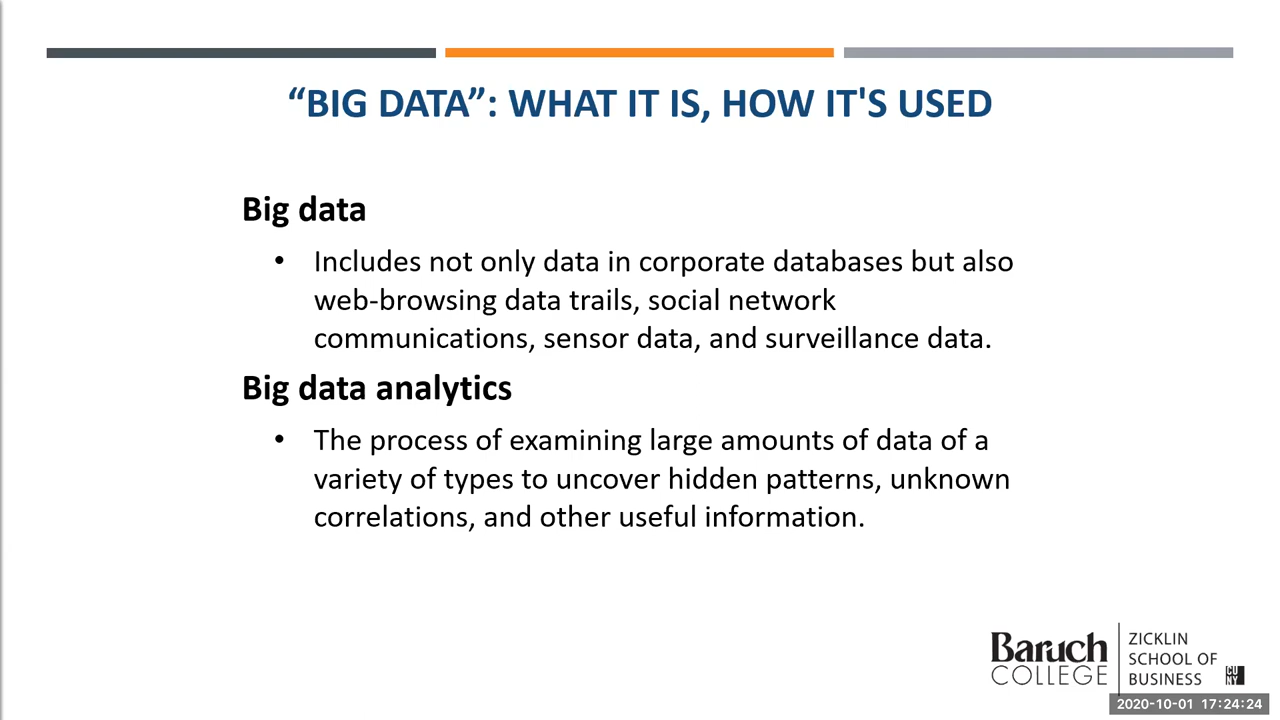 “BIG DATA”: WHAT IT IS, HOW IT'S USED
Big data
• Includes not only data in corporate databases but also
web-browsing data trails, social network
communications, sensor data, and surveillance data.
Big data analytics
• The process of examining large amounts of data of a
variety of types to uncover hidden patterns, unknown
correlations, and other useful information.
Baruch
COLLEGE
ZICKLIN
SCHOOL OF
BUSINESS
CU
NY
2020-10-01 17:24:24